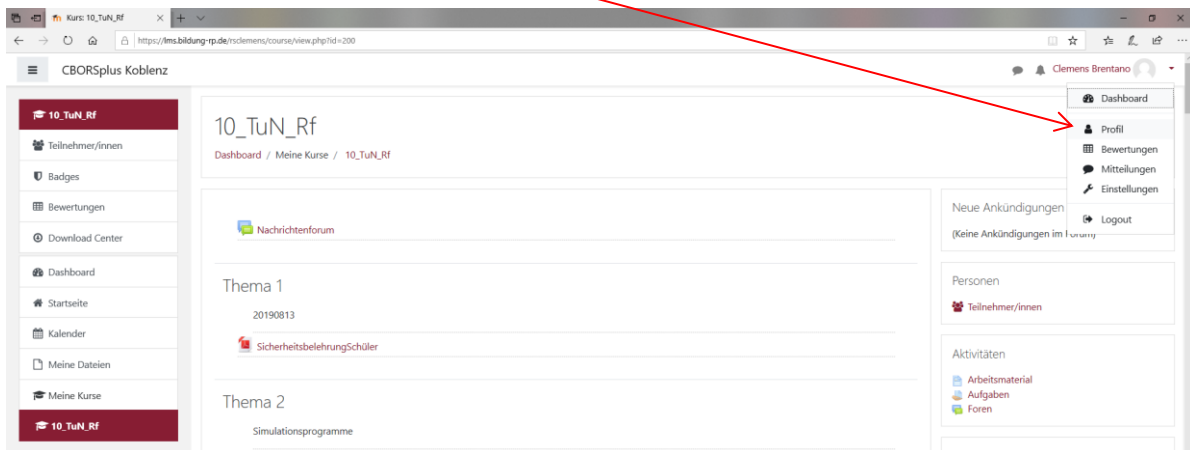 Kurs: 10_TuN_Rf
https://lms.bildung-rp.de/rsclemens/course/view.php?id=200
CBORSplus Koblenz
Clemens Brentano
Dashboard
Profil
Bewertungen
Mitteilungen
Einstellungen
Logout
10_TuN_Rf
Teilnehmer/innen
Badges
Bewertungen
Download Center
Dashboard
Startseite
Kalender
Meine Dateien
Meine Kurse
10_TuN_Rf
10_TuN_Rf
Dashboard / Meine Kurse / 10_TuN_Rf
Nachrichtenforum
Thema 1
20190813
SicherheitsbelehrungSchüler
Thema 2
Simulationsprogramme
Neue Ankündigungen
(Keine Ankündigungen im Forum)
Personen
Teilnehmer/innen
Aktivitäten
Arbeitsmaterial
Aufgaben
Foren